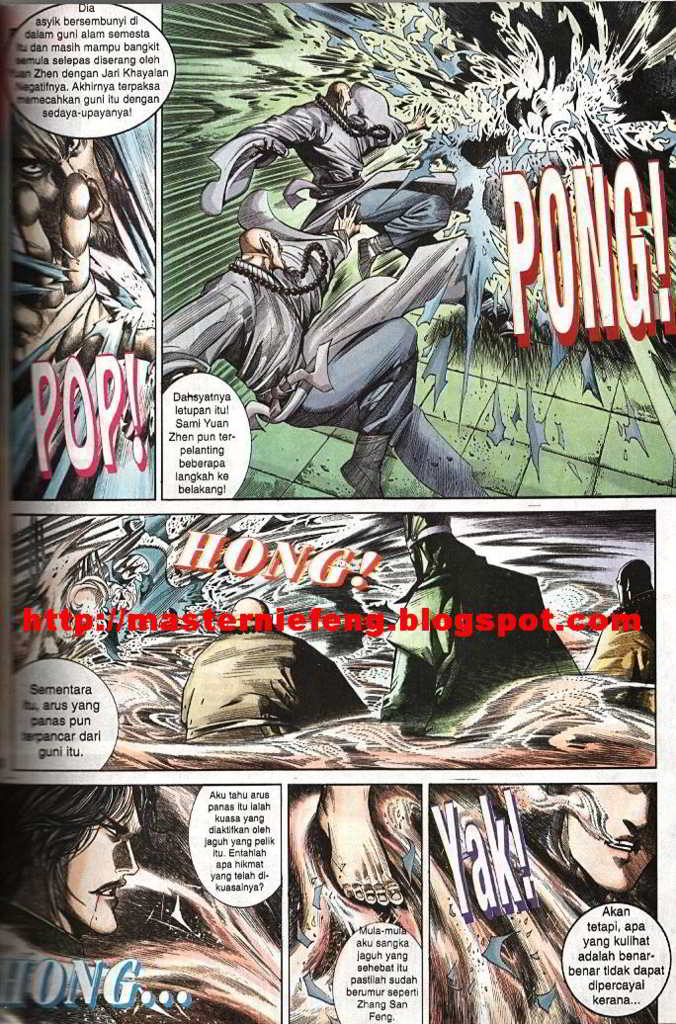 Dia
asyik bersembunyi di
dalam guni alam semesta
itu dan masih mampu bangkit
semula selepas diserang oleh
Yuan Zhen dengan Jari Khayalan
Negatifnya. Akhirnya terpaksa
memecahkan guni itu dengan
sedaya-upayanya!
POP!
PONG!
Dahsyatnya
letupan itu!
Sami Yuan
Zhen pun ter-
pelanting
beberapa
langkah ke
belakang!
HONG!
http://masterniefeng.blogspot.com
Sementara
itu, arus yang
panas pun
terpancar dari
guni itu.
Aku tahu arus
panas itu ialah
kuasa yang
diaktifkan oleh
jaguh yang pelik
itu. Entahlah
apa hikmat
yang telah di-
kuasainya?
HONG...
Mula-mula
aku sangka
jaguh yang
sehebat itu
pastilah sudah
berumur seperti
Zhang San
Feng.
Yak!
Akan
tetapi, apa
yang kulihat
adalah benar-
benar tidak dapat
dipercayai
kerana...